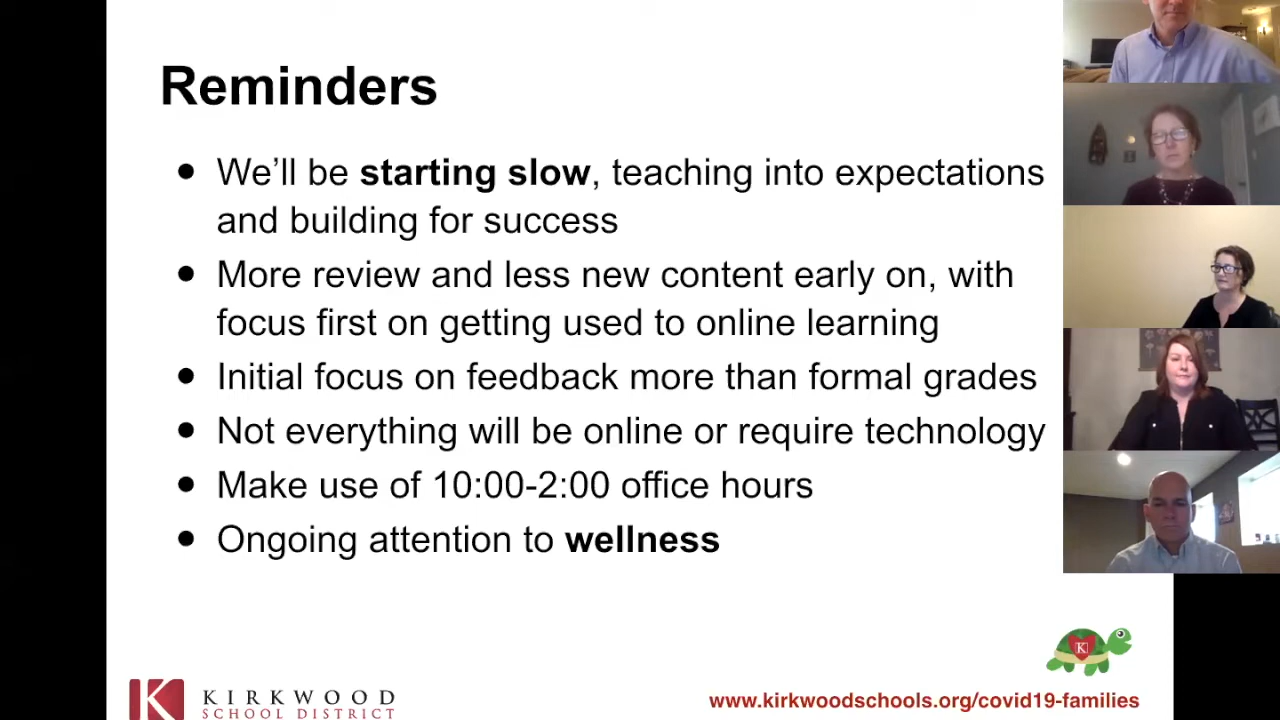 Reminders
● We’ll be starting slow, teaching into expectations
and building for success
● More review and less new content early on, with
focus first on getting used to online learning
● Initial focus on feedback more than formal grades
● Not everything will be online or require technology
● Make use of 10:00-2:00 office hours
● Ongoing attention to wellness
K
K KIRKWOOD
SCHOOL DISTRICT
www.kirkwoodschools.org/covid19-families